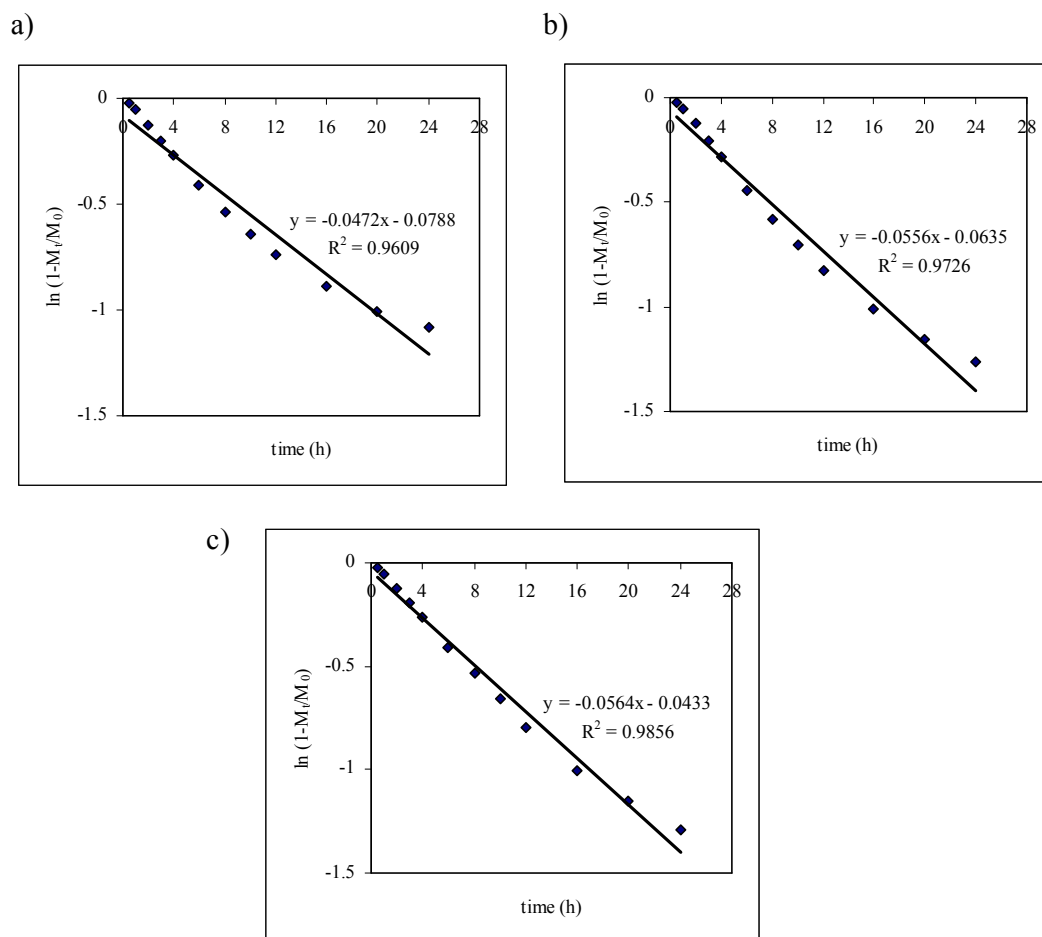 a)
0
0 4 8 12 16 20 24 28
-0.5
-1
-1.5
ln (1-Mt/M0)
y = -0.0472x - 0.0788
R² = 0.9609
time (h)
b)
0
0 4 8 12 16 20 24 28
-0.5
-1
-1.5
ln (1-Mt/M0)
y = -0.0556x - 0.0635
R² = 0.9726
time (h)
c)
0
0 4 8 12 16 20 24 28
-0.5
-1
-1.5
ln (1-Mt/M0)
y = -0.0564x - 0.0433
R² = 0.9856
time (h)